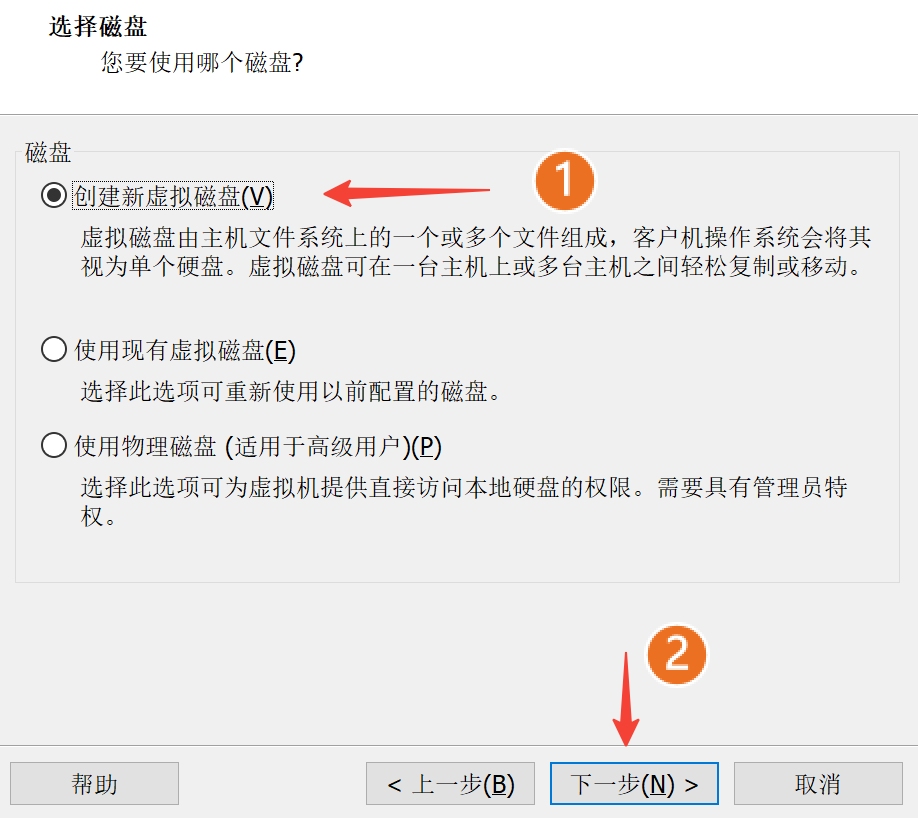 选择磁盘
您要使用哪个磁盘?
磁盘
创建新虚拟磁盘(V)
1
虚拟磁盘由主机文件系统上的一个或多个文件组成，客户机操作系统会将其
视为单个硬盘。虚拟磁盘可在一台主机上或多台主机之间轻松复制或移动。
使用现有虚拟磁盘(E)
选择此选项可重新使用以前配置的磁盘。
使用物理磁盘 (适用于高级用户)(P)
选择此选项可为虚拟机提供直接访问本地硬盘的权限。需要具有管理员特
权。
2
帮助
< 上一步(B)
下一步(N) >
取消